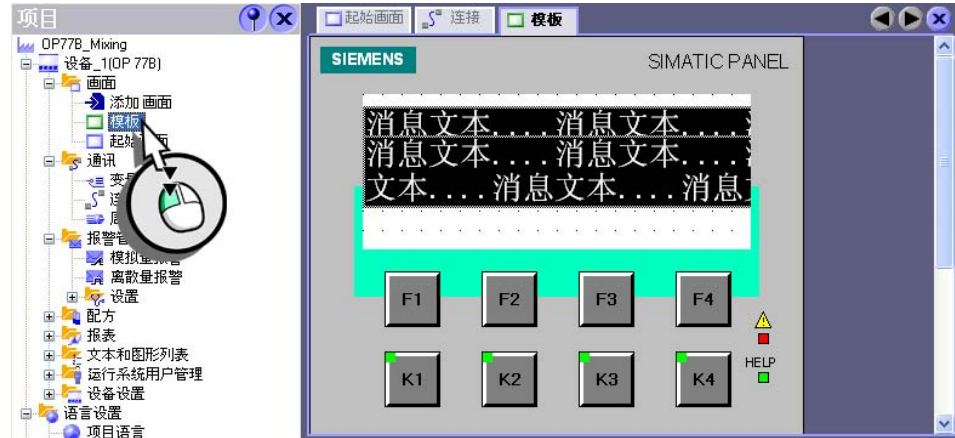 项目
OP77B_Mixing
设备_1(OP 77B)
画面
添加 画面
模板
起始
通讯
报警
离散量报警
设置
配方
报表
文本和图形列表
运行系统用户管理
设备设置
语言设置
项目语言
起始画面 连接 模板
SIEMENS SIMATIC PANEL
消息文本....消息文本....
消息文本....消息文本....
文本....消息文本....消息
F1 F2 F3 F4
HELP
K1 K2 K3 K4